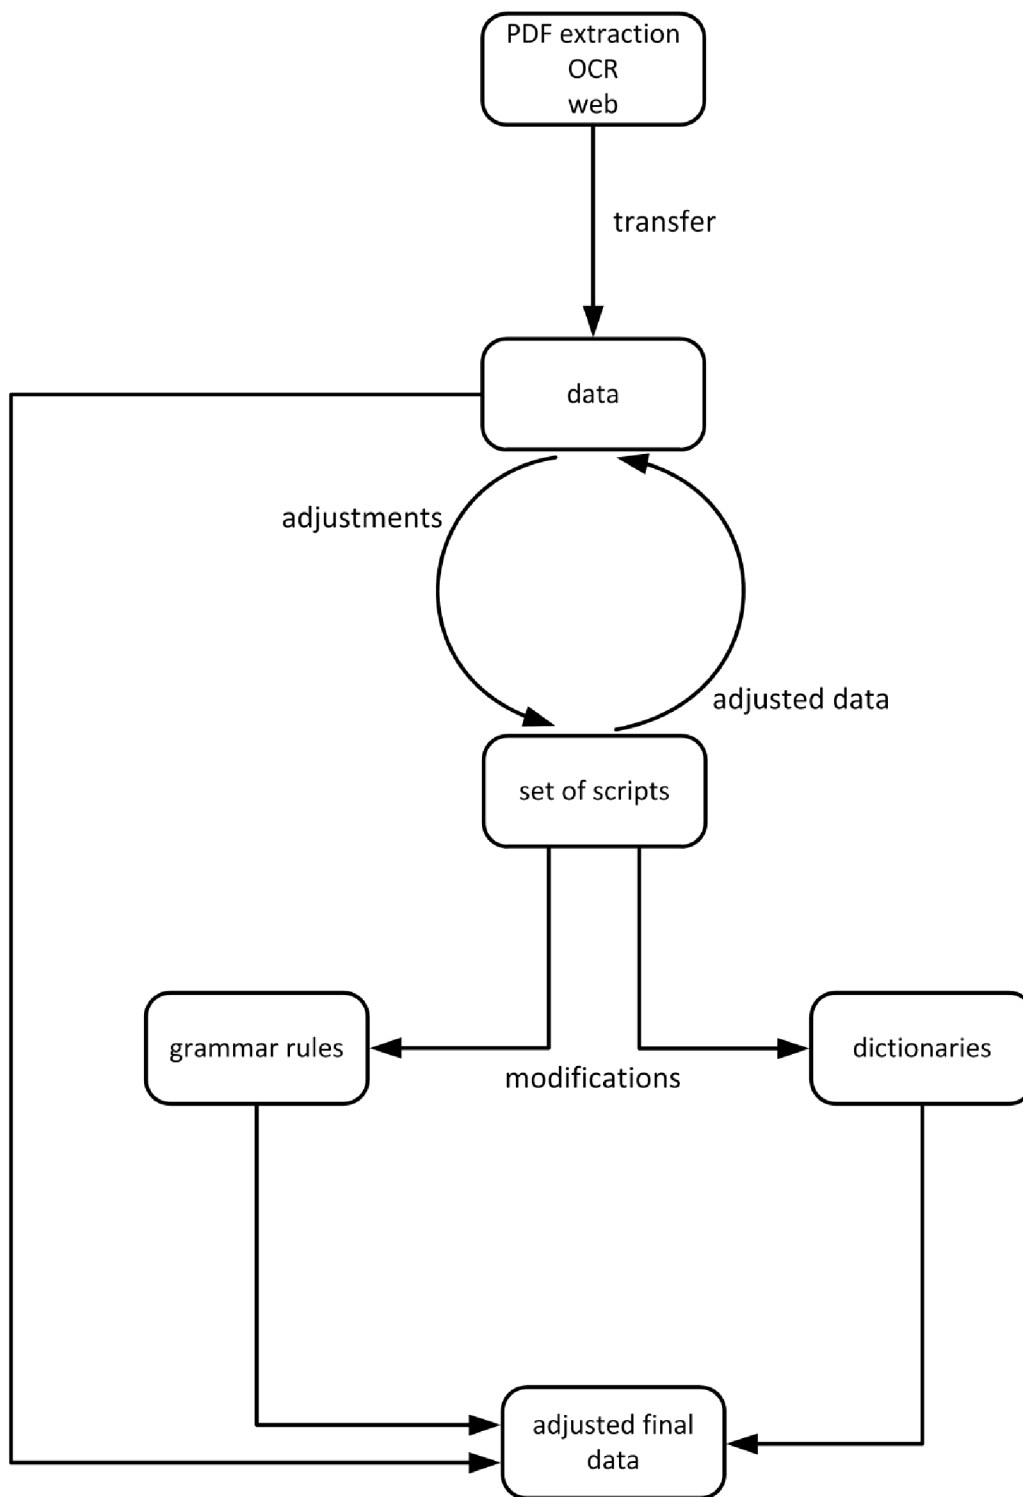 PDF extraction
OCR
web
transfer
data
adjustments
adjusted data
set of scripts
grammar rules
modifications
dictionaries
adjusted final
data